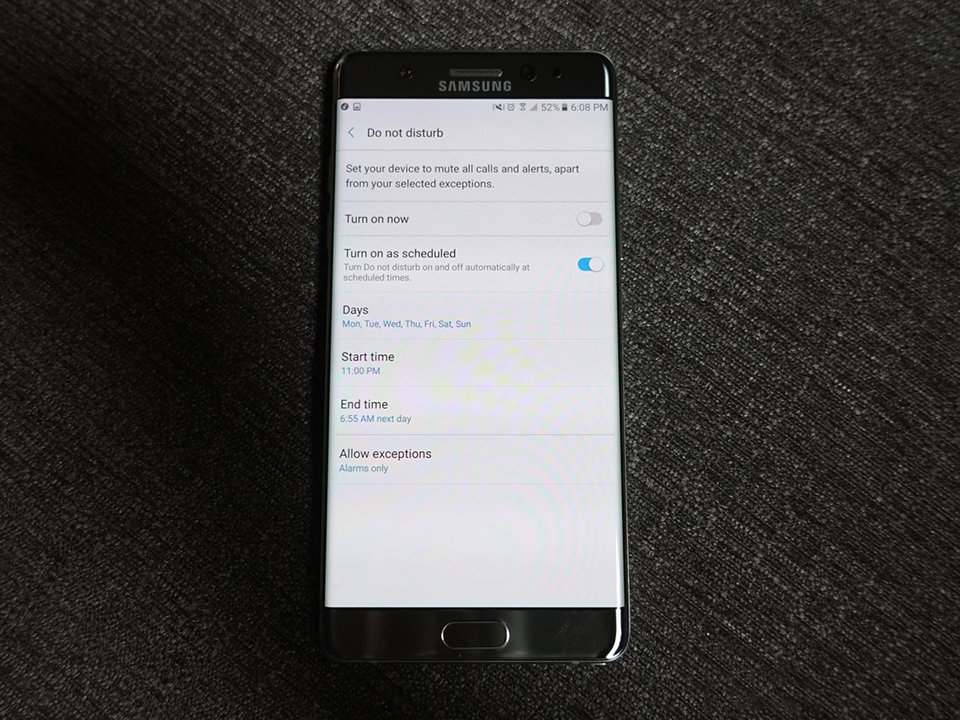 SAMSUNG
52% 6:08 PM
Do not disturb
Set your device to mute all calls and alerts, apart
from your selected exceptions.
Turn on now
Turn on as scheduled
Turn Do not disturb on and off automatically at
scheduled times.
Days
Mon, Tue, Wed, Thu, Fri, Sat, Sun
Start time
11:00 PM
End time
6:55 AM next day
Allow exceptions
Alarms only